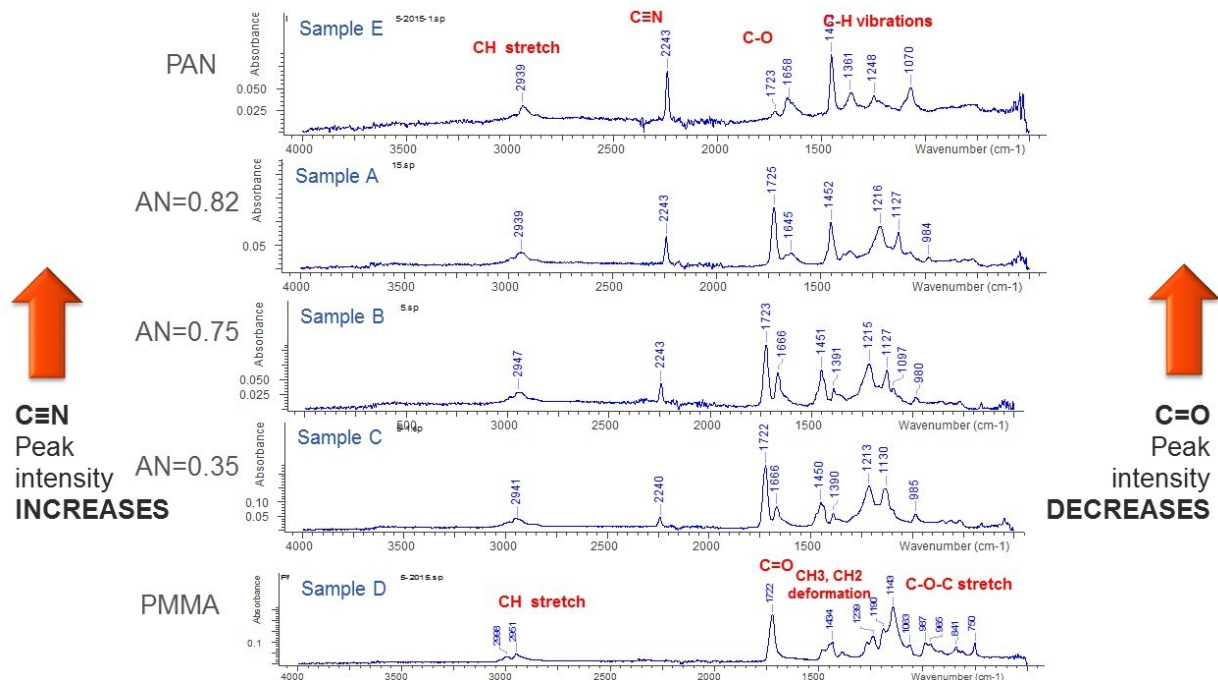 PAN
Sample E
5-2015-1.sp
CH stretch
C≡N
C-O
C-H vibrations
Absorbance
0.050
0.025
2939
2243
1723
1658
1361
1248
1070
4000
3500
3000
2500
2000
1500
Wavenumber (cm-1)
AN=0.82
Sample A
15.sp
Absorbance
0.05
2939
2243
1725
1645
1452
1216
1127
984
4000
3500
3000
2500
2000
1500
Wavenumber (cm-1)
AN=0.75
Sample B
5.sp
Absorbance
0.050
0.025
2947
2243
1723
1666
1451
1391
1215
1127
1097
980
4000
500
3000
2500
2000
1500
Wavenumber (cm-1)
AN=0.35
Sample C
Absorbance
0.10
0.05
2941
2240
1722
1666
1450
1390
1213
1130
985
4000
3500
3000
2500
2000
1500
Wavenumber (cm-1)
PMMA
Sample D
5-2015.sp
CH stretch
C=O
CH3, CH2
deformation
C-O-C stretch
Absorbance
0.1
2998
2951
1722
1434
1239
1190
1143
1063
987
965
841
750
4000
3500
3000
2500
2000
1500
Wavenumber (cm-1)
C≡N
Peak
intensity
INCREASES
C=O
Peak
intensity
DECREASES